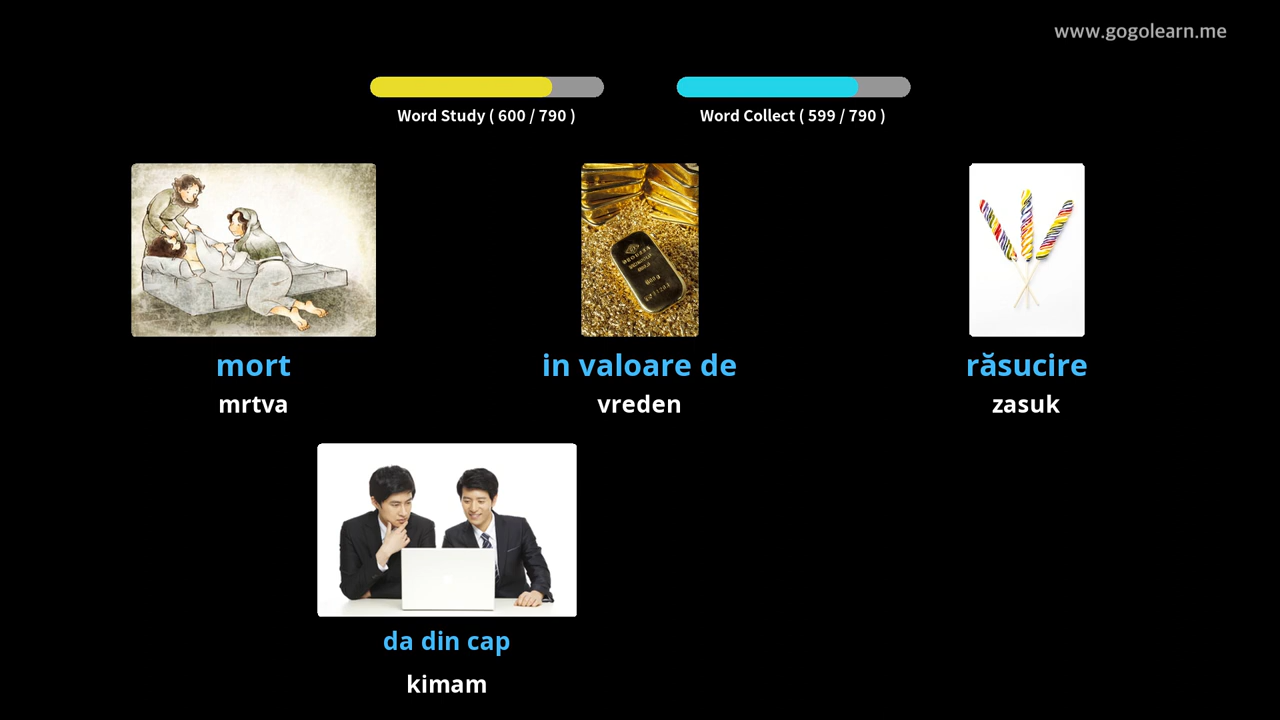 www.gogolearn.me
Word Study ( 600 / 790 )
Word Collect ( 599 / 790 )
mort
in valoare de
răsucire
mrtva
vreden
zasuk
da din cap
kimam